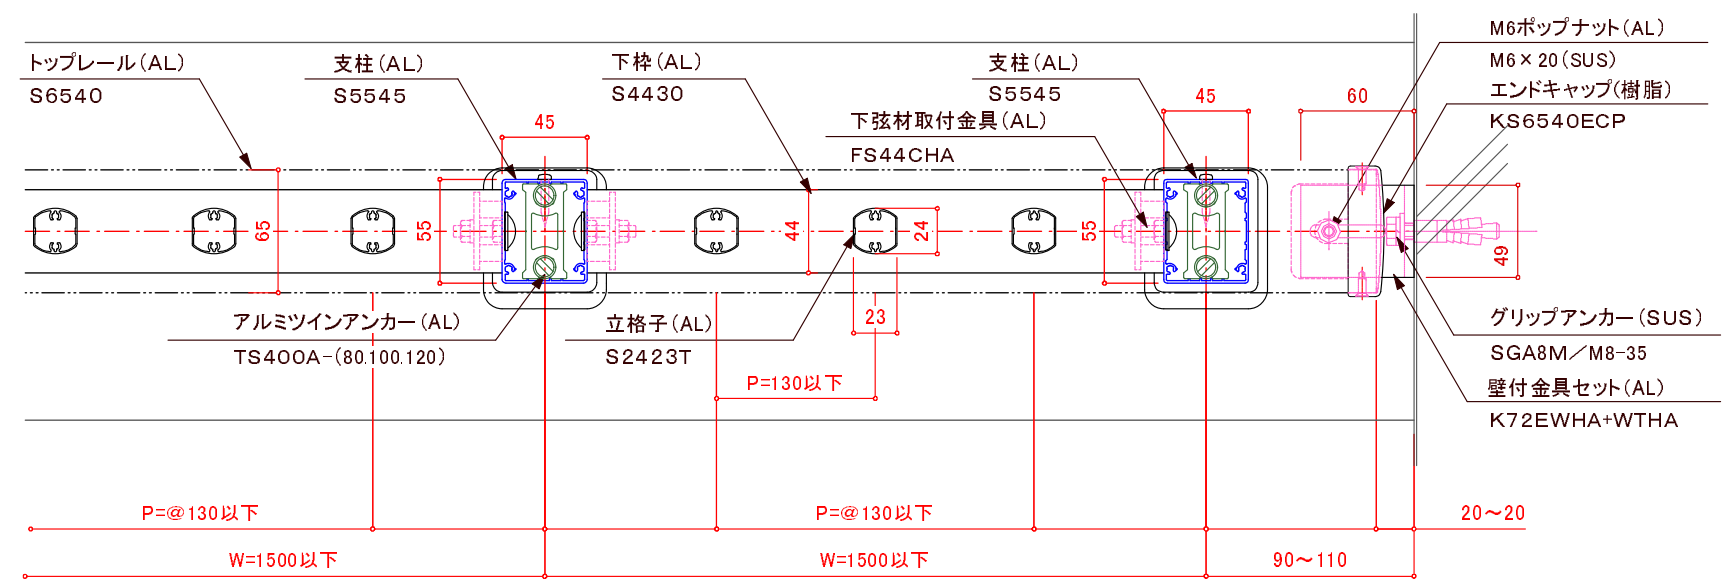 トップレール(AL)
S6540
支柱(AL)
S5545
下枠(AL)
S4430
支柱(AL)
S5545
下弦材取付金具(AL)
FS44CHA
M6ポップナット(AL)
M6×20(SUS)
エンドキャップ(樹脂)
KS6540ECP
45
45
60
65
55
44
24
55
49
23
アルミツインアンカー(AL)
TS400A-(80.100.120)
立格子(AL)
S2423T
グリップアンカー(SUS)
SGA8M/M8-35
壁付金具セット(AL)
K72EWHA+WTHA
P=130以下
P=@130以下
P=@130以下
20~20
W=1500以下
W=1500以下
90~110